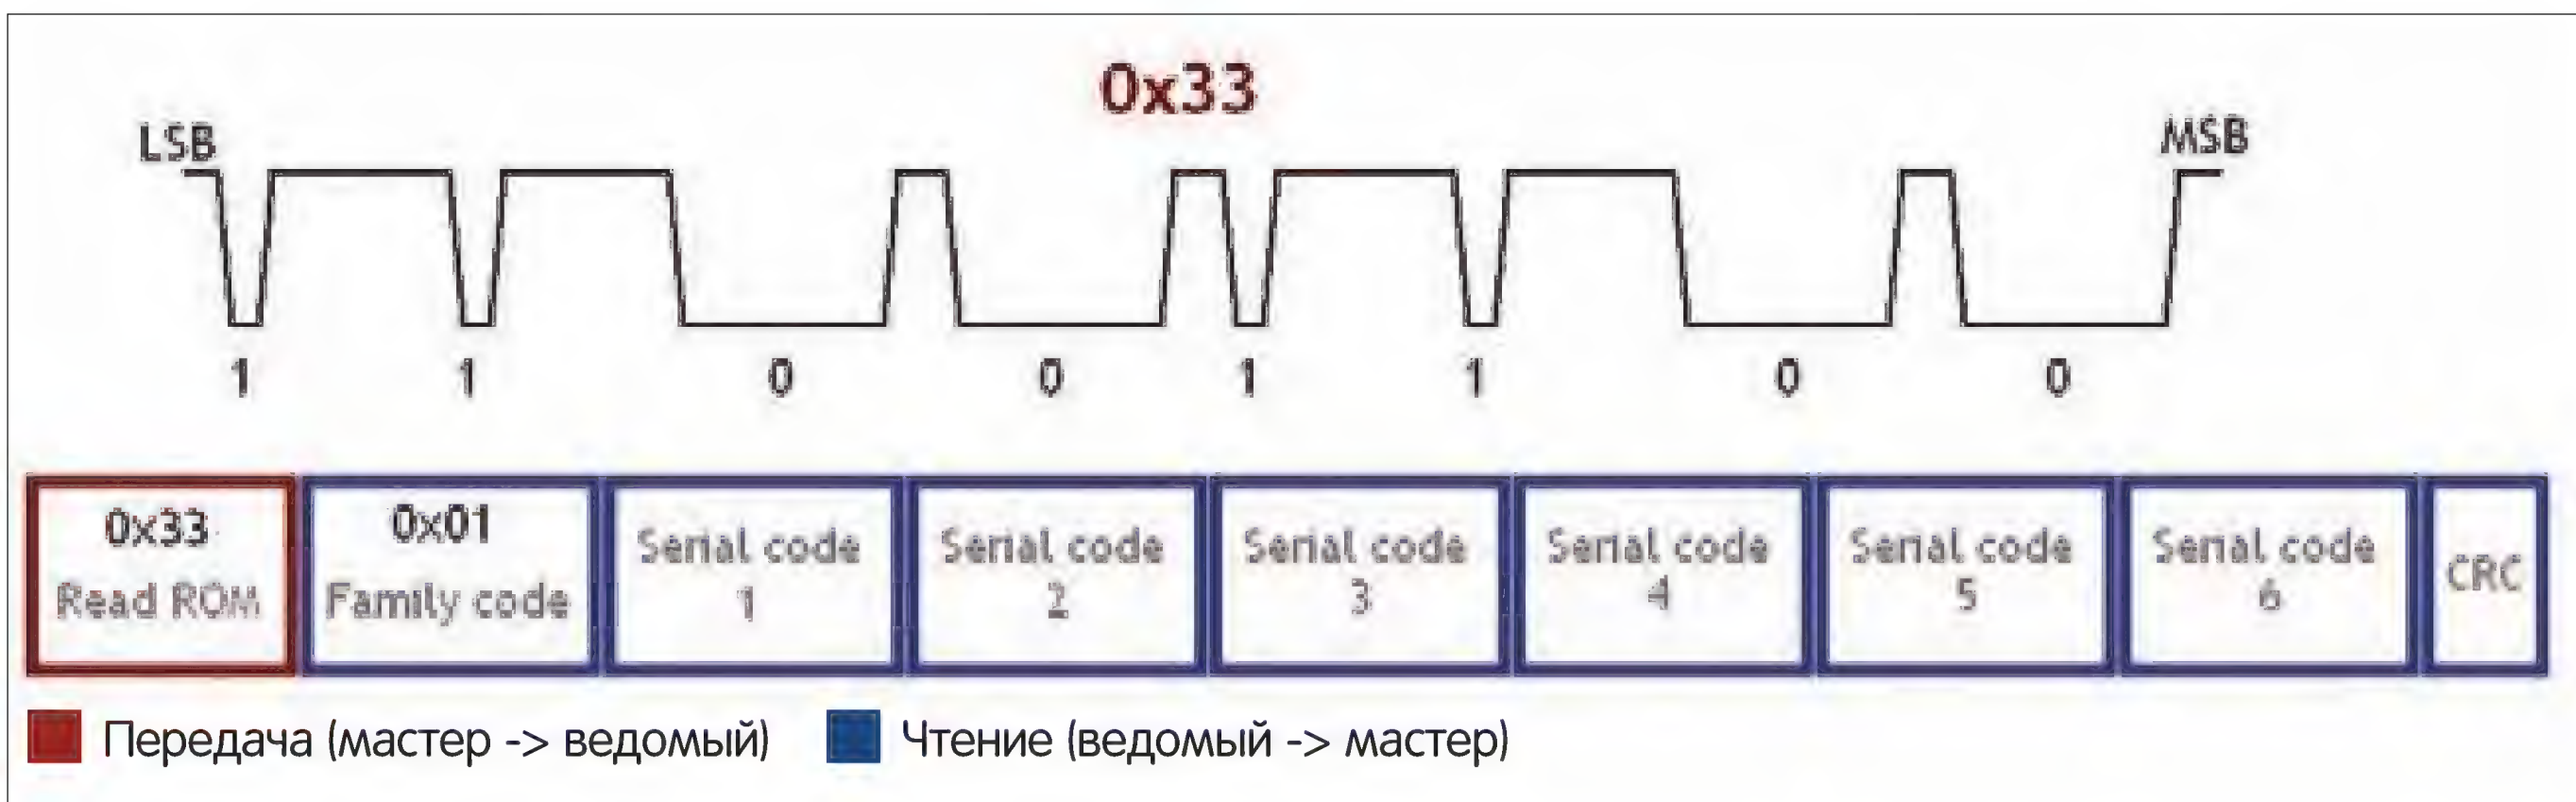 0x33
LSB
MSB
1 1 0 0 1 1 0 0
0x33
Read ROM
0x01
Family code
Serial code
1
Serial code
2
Serial code
3
Serial code
4
Serial code
5
Serial code
6
CRC
Передача (мастер -> ведомый)
Чтение (ведомый -> мастер)